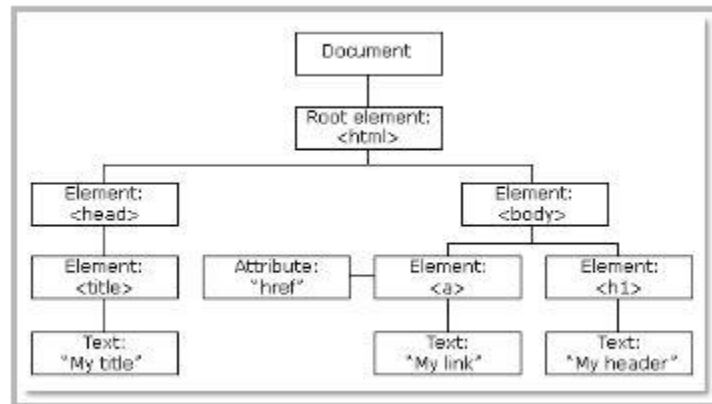 Document
Root element:
<html>
Element:
<head>
Element:
<body>
Element:
<title>
Attribute:
"href"
Element:
<a>
Element:
<h1>
Text:
"My title"
Text:
"My link"
Text:
"My header"